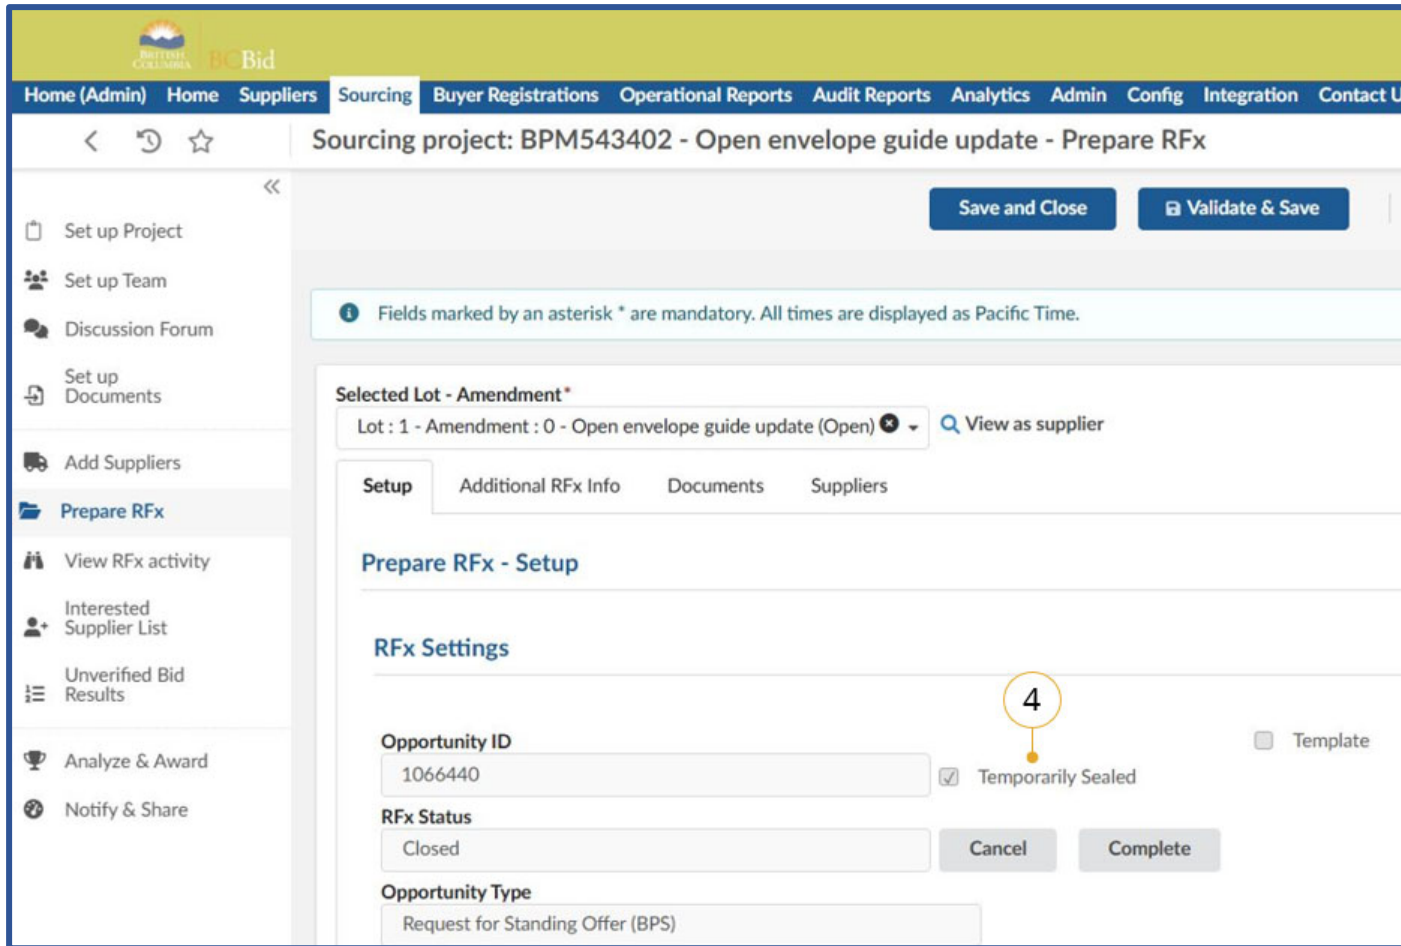 BRITISH
COLUMBIA
BC Bid
Home (Admin) Home Suppliers Sourcing Buyer Registrations Operational Reports Audit Reports Analytics Admin Config Integration Contact U
Sourcing project: BPM543402 - Open envelope guide update - Prepare RFx
Save and Close Validate & Save
Set up Project
Set up Team
Discussion Forum
Set up
Documents
Add Suppliers
Prepare RFx
View RFx activity
Interested
Supplier List
Unverified Bid
Results
Analyze & Award
Notify & Share
Fields marked by an asterisk * are mandatory. All times are displayed as Pacific Time.
Selected Lot - Amendment*
Lot : 1 - Amendment : 0 - Open envelope guide update (Open) View as supplier
Setup Additional RFx Info Documents Suppliers
Prepare RFx - Setup
RFx Settings
4
Opportunity ID
Template
1066440 Temporarily Sealed
RFx Status
Closed Cancel Complete
Opportunity Type
Request for Standing Offer (BPS)